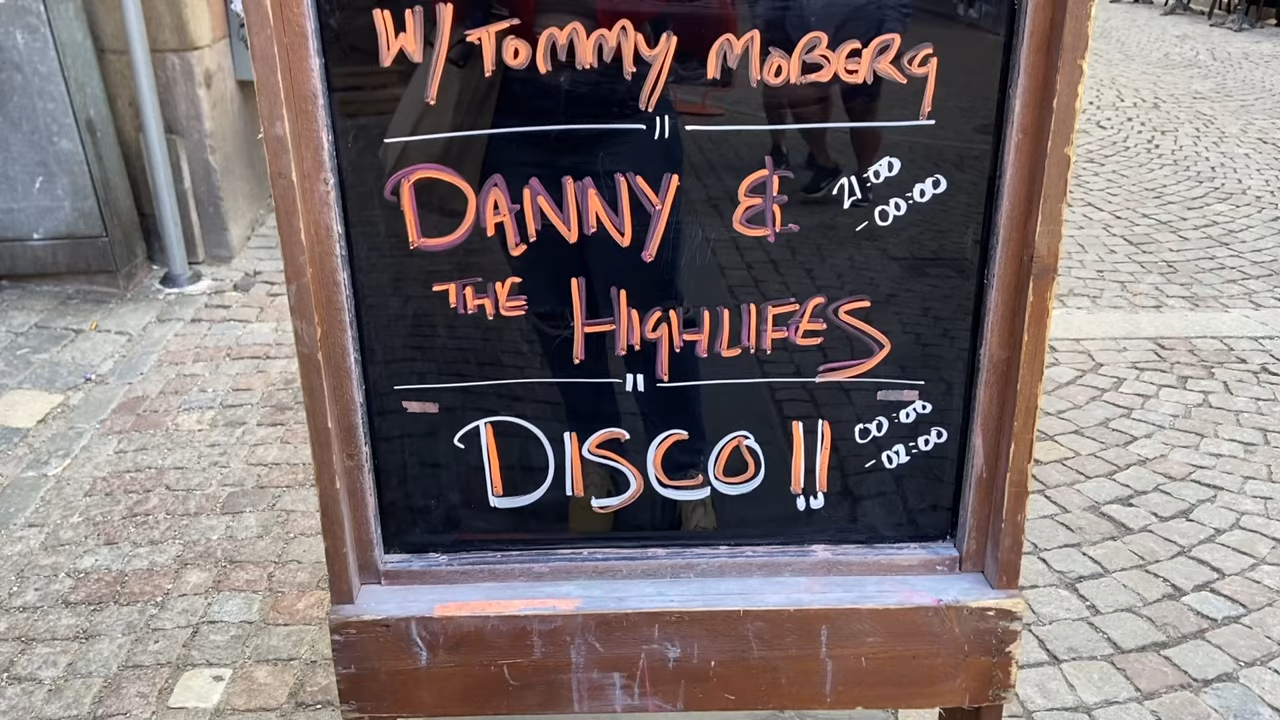 W/ TOMMY MOBERG
DANNY & 21:00
-00:00
THE HIGHLIFES
DISCO!! 00:00
-02:00